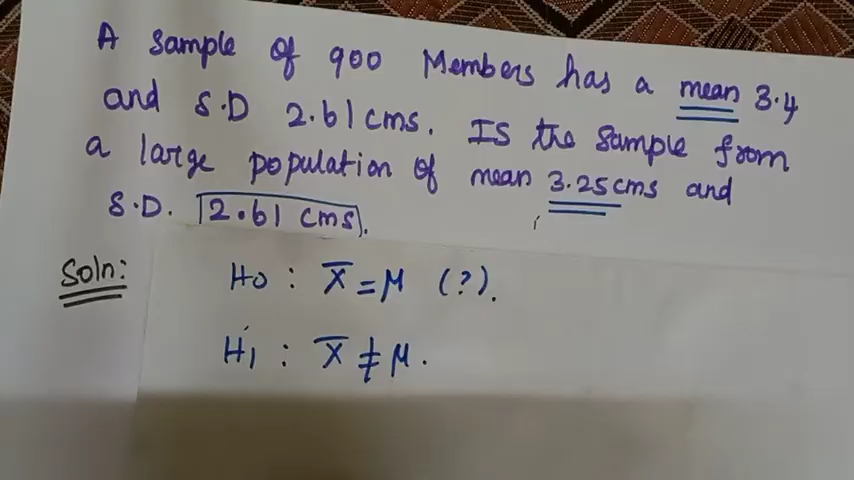 A Sample of 900 Members has a mean 3.4
and S.D 2.61 cms. Is the sample from
a large population of mean 3.25 cms and
S.D. 2.61 cms.
Soln:
H0 : X̅ = μ (?).
H1 : X̅ ≠ μ.